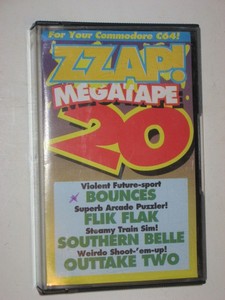 For Your Commodore C64!
ZZAP!
MEGATAPE
20
Violent Future-sport
BOUNCES
Superb Arcade Puzzler!
FLIK FLAK
Steamy Train Sim!
SOUTHERN BELLE
Weirdo Shoot-'em-up!
OUTTAKE TWO